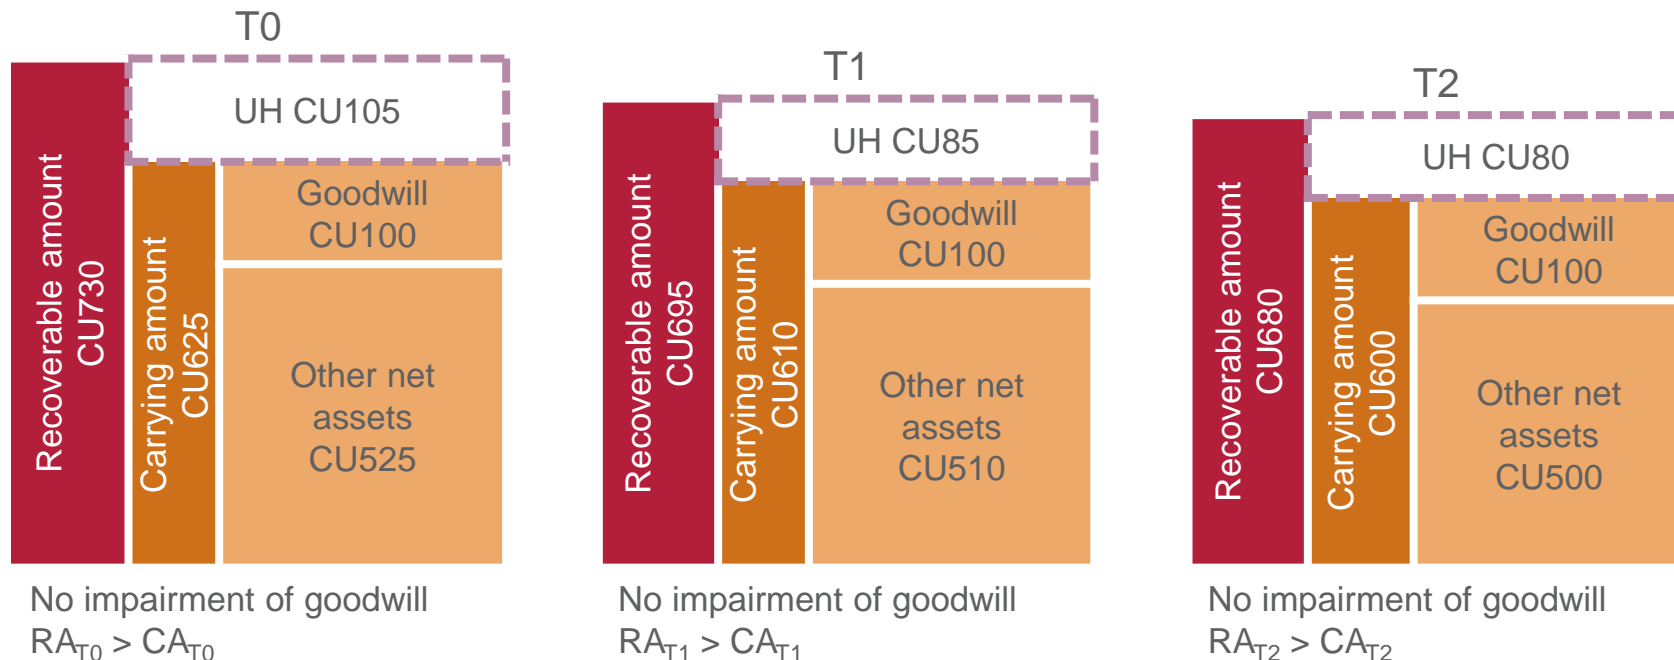 T0
UH CU105
Recoverable amount
CU730
Carrying amount
CU625
Goodwill
CU100
Other net
assets
CU525
No impairment of goodwill
RAT0 > CAT0
T1
UH CU85
Recoverable amount
CU695
Carrying amount
CU610
Goodwill
CU100
Other net
assets
CU510
No impairment of goodwill
RAT1 > CAT1
T2
UH CU80
Recoverable amount
CU680
Carrying amount
CU600
Goodwill
CU100
Other net
assets
CU500
No impairment of goodwill
RAT2 > CAT2